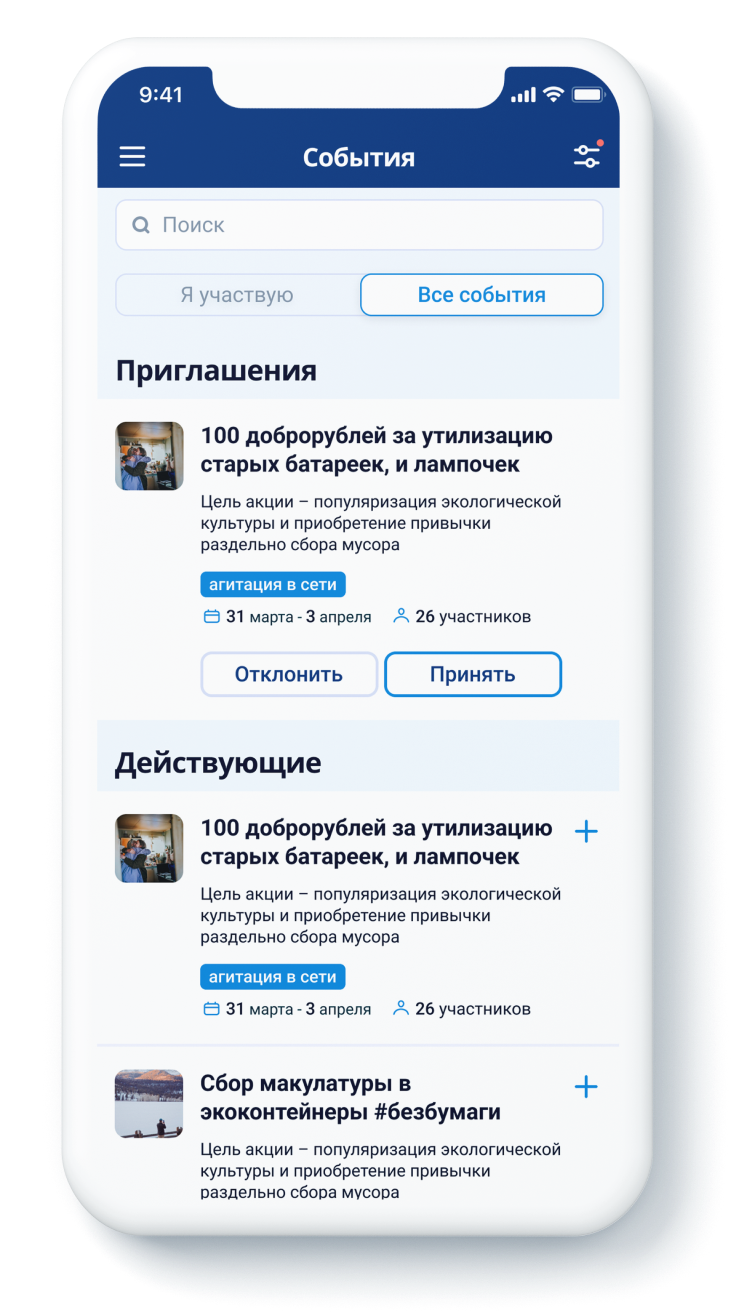 9:41
События
Поиск
Я участвую
Все события
Приглашения
100 доброрублей за утилизацию
старых батареек, и лампочек
Цель акции – популяризация экологической
культуры и приобретение привычки
раздельно сбора мусора
агитация в сети
31 марта - 3 апреля 26 участников
Отклонить
Принять
Действующие
100 доброрублей за утилизацию
старых батареек, и лампочек
Цель акции – популяризация экологической
культуры и приобретение привычки
раздельно сбора мусора
агитация в сети
31 марта - 3 апреля 26 участников
Сбор макулатуры в
экоконтейнеры #безбумаги
Цель акции – популяризация экологической
культуры и приобретение привычки
раздельно сбора мусора